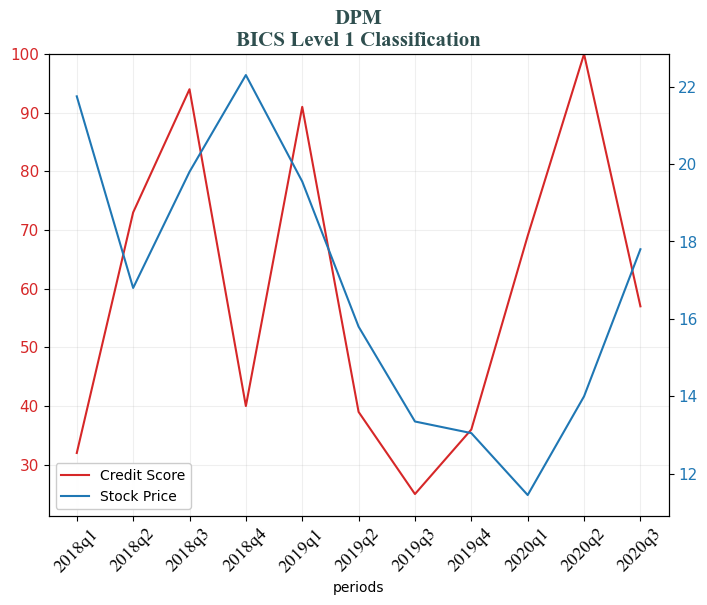 DPM
BICS Level 1 Classification
100
90
80
70
60
50
40
30
22
20
18
16
14
12
Credit Score
Stock Price
2018q1
2018q2
2018q3
2018q4
2019q1
2019q2
2019q3
2019q4
2020q1
2020q2
2020q3
periods